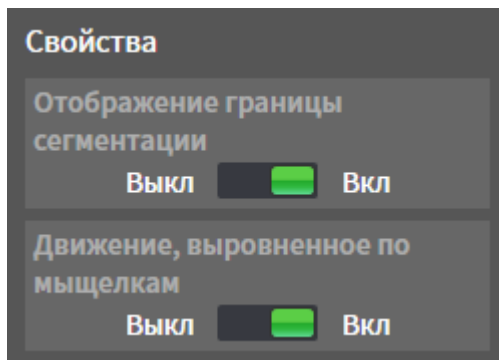 Свойства
Отображение границы
сегментации
Выкл Вкл
Движение, выровненное по
мыщелкам
Выкл Вкл